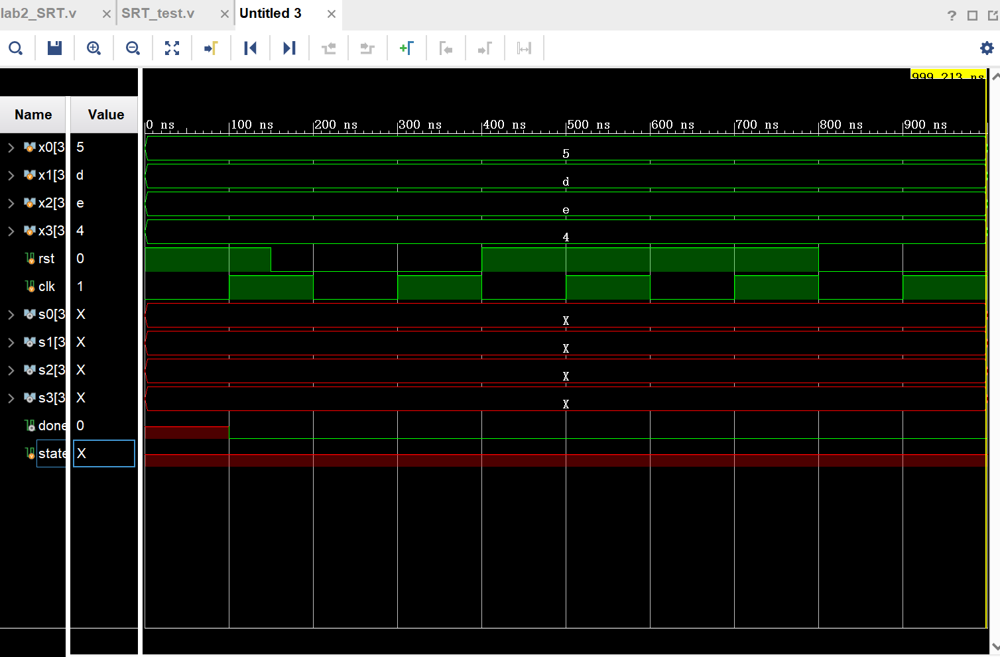 lab2_SRT.v SRT_test.v Untitled 3
999.213 ns
Name Value
0 ns 100 ns 200 ns 300 ns 400 ns 500 ns 600 ns 700 ns 800 ns 900 ns
x0[3 5 5
x1[3 d d
x2[3 e e
x3[3 4 4
rst 0
clk 1
s0[3 X X
s1[3 X X
s2[3 X X
s3[3 X X
done 0
state X